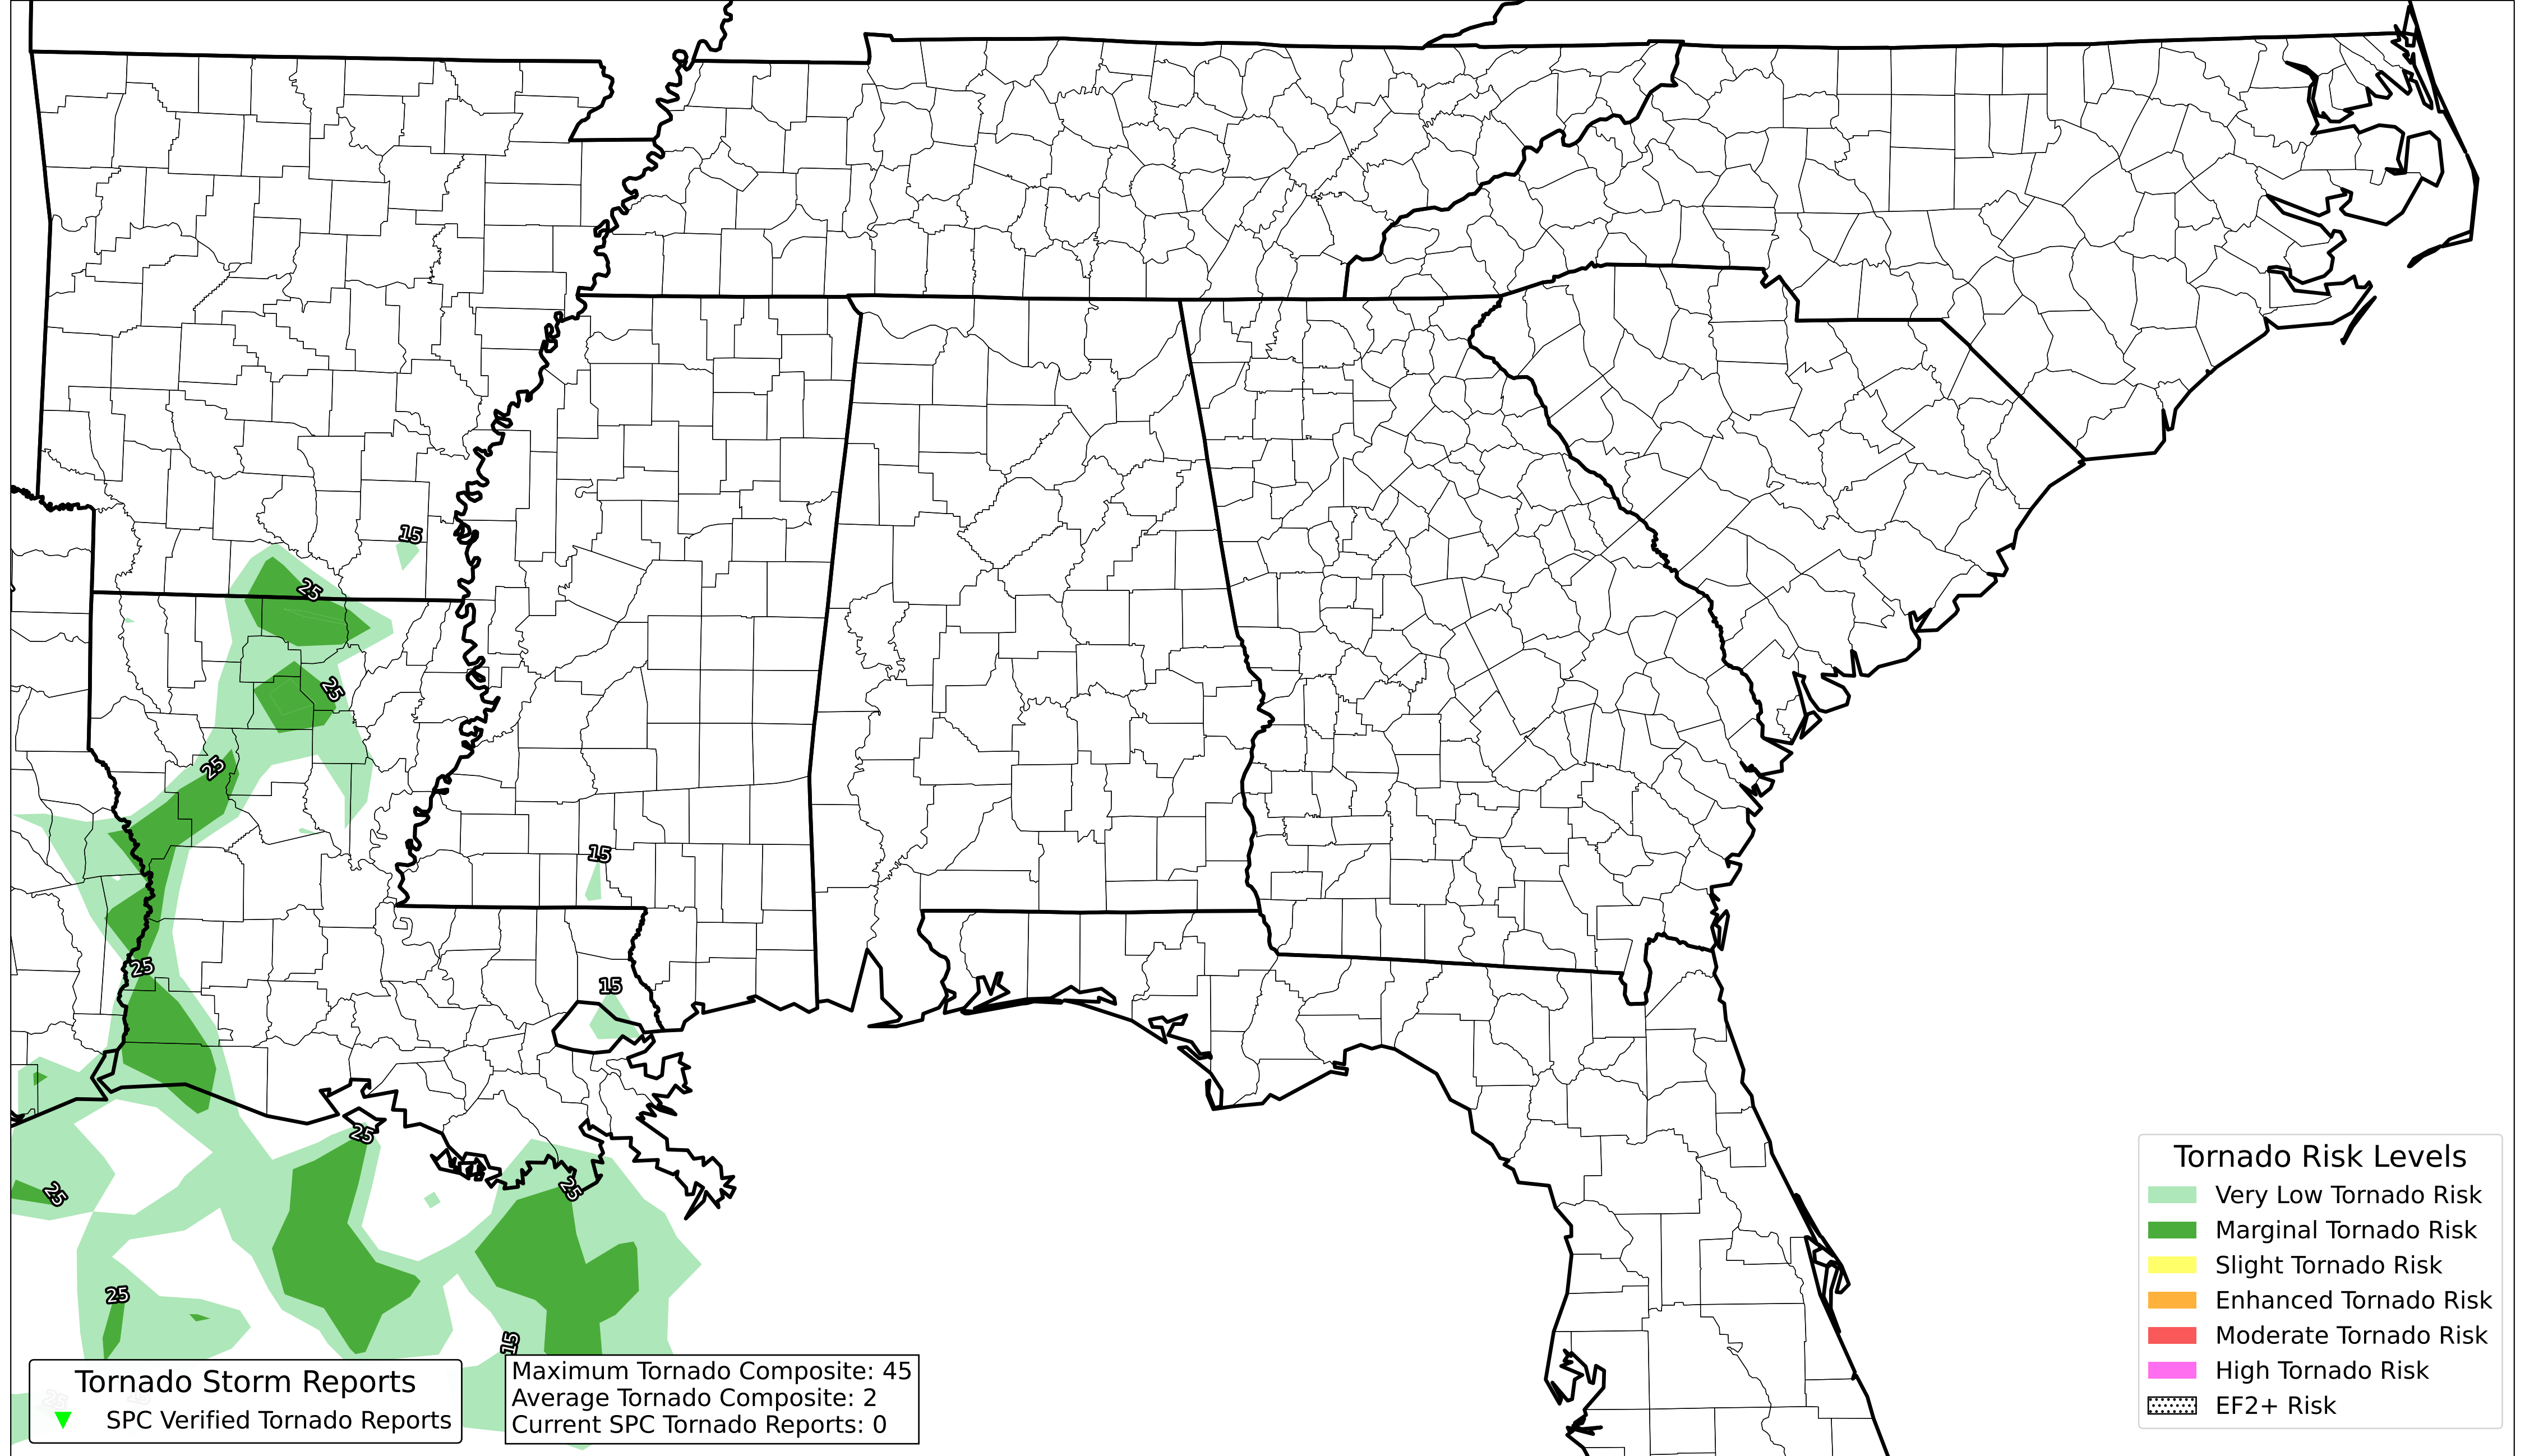 15
25
25
25
15
25
15
25
25
25
25
15
Tornado Risk Levels
Very Low Tornado Risk
Marginal Tornado Risk
Slight Tornado Risk
Enhanced Tornado Risk
Moderate Tornado Risk
High Tornado Risk
EF2+ Risk
Tornado Storm Reports
SPC Verified Tornado Reports
Maximum Tornado Composite: 45
Average Tornado Composite: 2
Current SPC Tornado Reports: 0